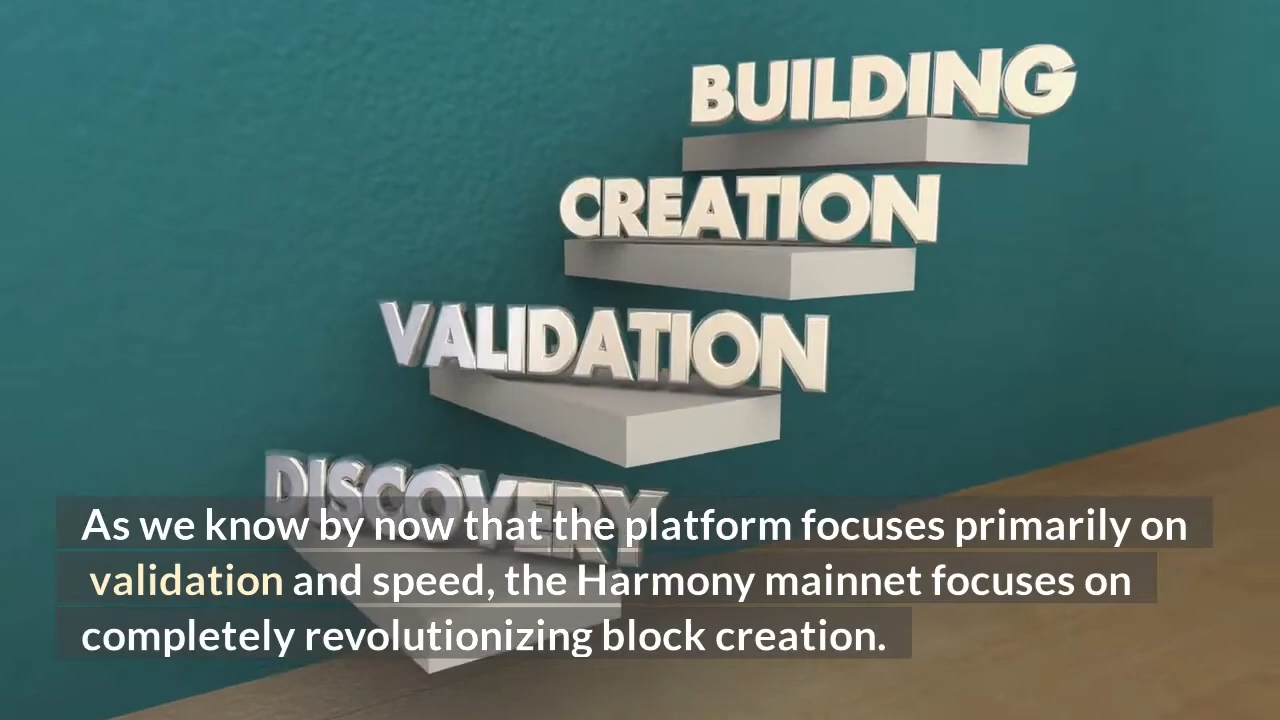 BUILDING
CREATION
VALIDATION
DISCOVERY
As we know by now that the platform focuses primarily on
validation and speed, the Harmony mainnet focuses on
completely revolutionizing block creation.